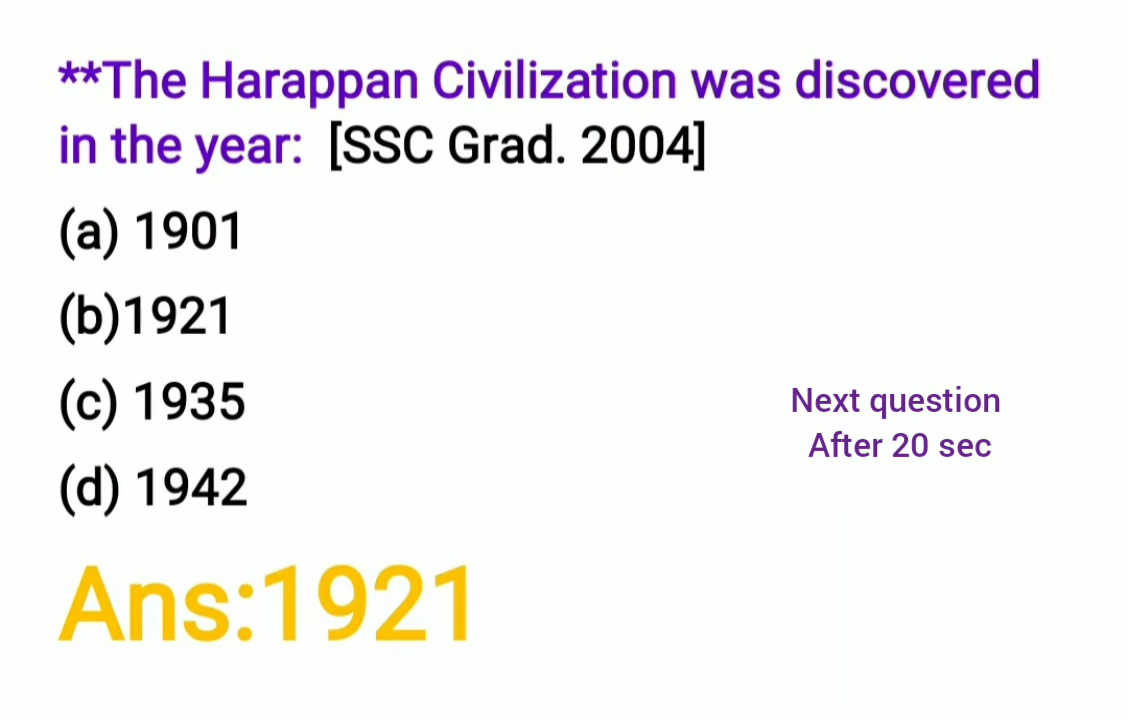 **The Harappan Civilization was discovered
in the year: [SSC Grad. 2004]
(a) 1901
(b)1921
(c) 1935
(d) 1942
Next question
After 20 sec
Ans:1921